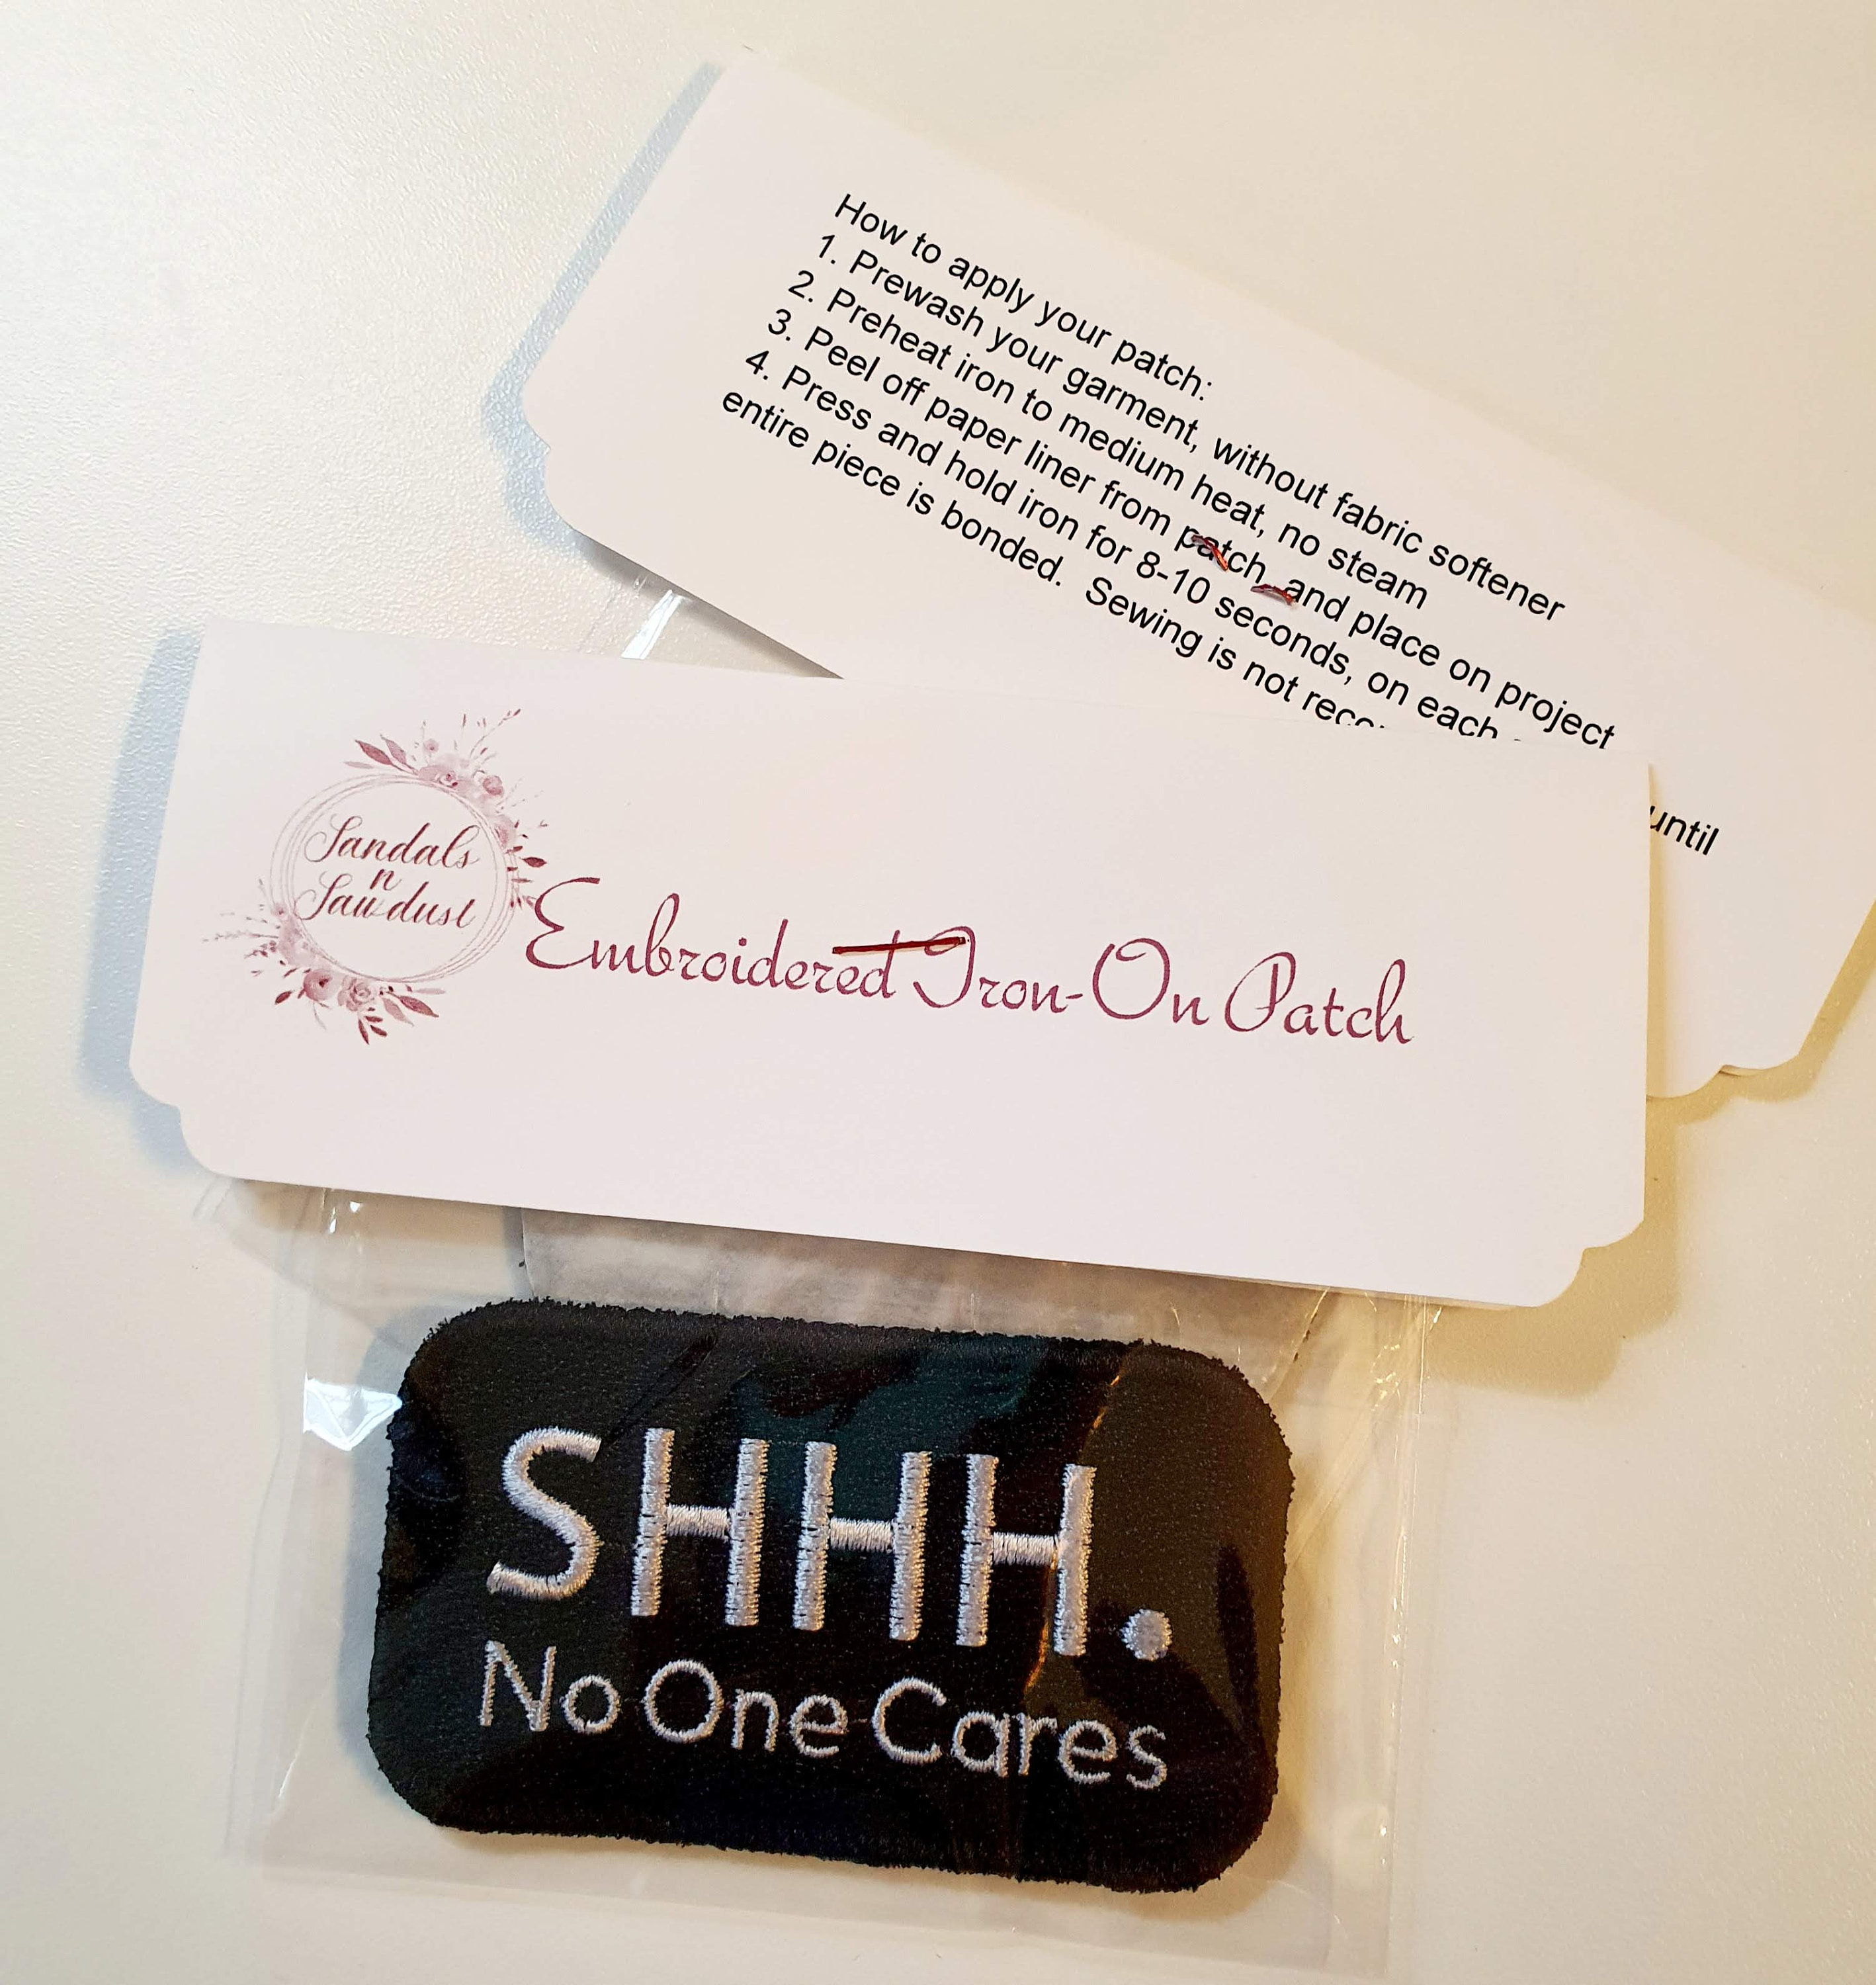 How to apply your patch:
1. Prewash your garment, without fabric softener
2. Preheat iron to medium heat, no steam
3. Peel off paper liner from patch, and place on project
4. Press and hold iron for 8-10 seconds, on each
until
entire piece is bonded. Sewing is not
Sandals
n
Sawdust
Embroidered Iron-On Patch
SHHH.
No One Cares